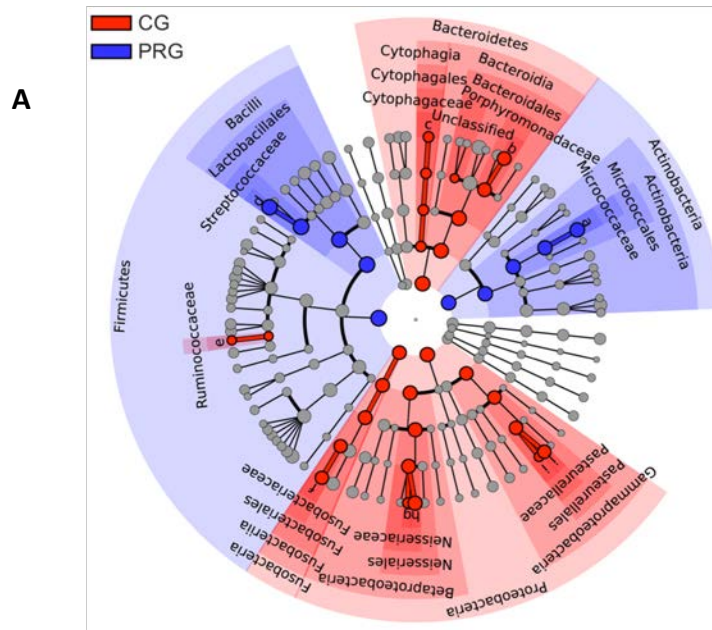 CG
PRG
A
Bacteroidetes
Cytophagia
Bacteroidia
Cytophagales
Bacteroidales
Cytophagaceae
Porphyromonadaceae
Unclassified
c
b
Bacilli
Lactobacillales
Streptococcaceae
Actinobacteria
Actinobacteria
Micrococcales
Micrococcaceae
a
Firmicutes
Ruminococcaceae
e
f
Fusobacteriaceae
Fusobacteriales
Fusobacteriia
Fusobacteria
Neisseriaceae
Neisseriales
Betaproteobacteria
Proteobacteria
Gammaproteobacteria
Pasteurellales
Pasteurellaceae